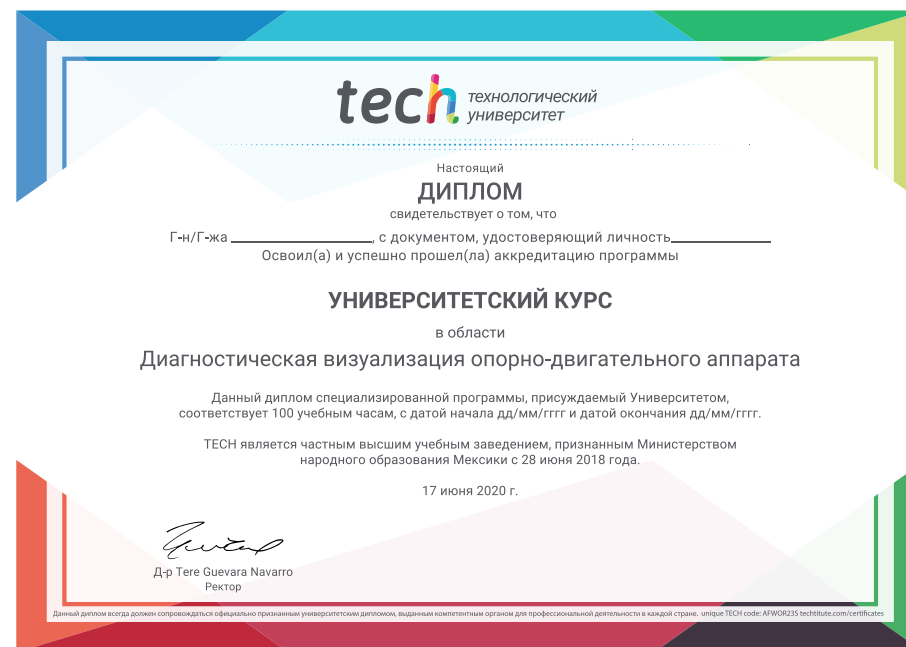 tech технологический
университет
Настоящий
ДИПЛОМ
свидетельствует о том, что
Г-н/Г-жа ____________________, с документом, удостоверяющий личность______________
Освоил(а) и успешно прошел(ла) аккредитацию программы
УНИВЕРСИТЕТСКИЙ КУРС
в области
Диагностическая визуализация опорно-двигательного аппарата
Данный диплом специализированной программы, присуждаемый Университетом,
соответствует 100 учебным часам, с датой начала дд/мм/гггг и датой окончания дд/мм/гггг.
TECH является частным высшим учебным заведением, признанным Министерством
народного образования Мексики с 28 июня 2018 года.
17 июня 2020 г.
Д-р Tere Guevara Navarro
Ректор
Данный диплом всегда должен сопровождаться официально признанным университетским дипломом, выданным компетентным органом для профессиональной деятельности в каждой стране. unique TECH code: AFWOR23S techtitute.com/certificates